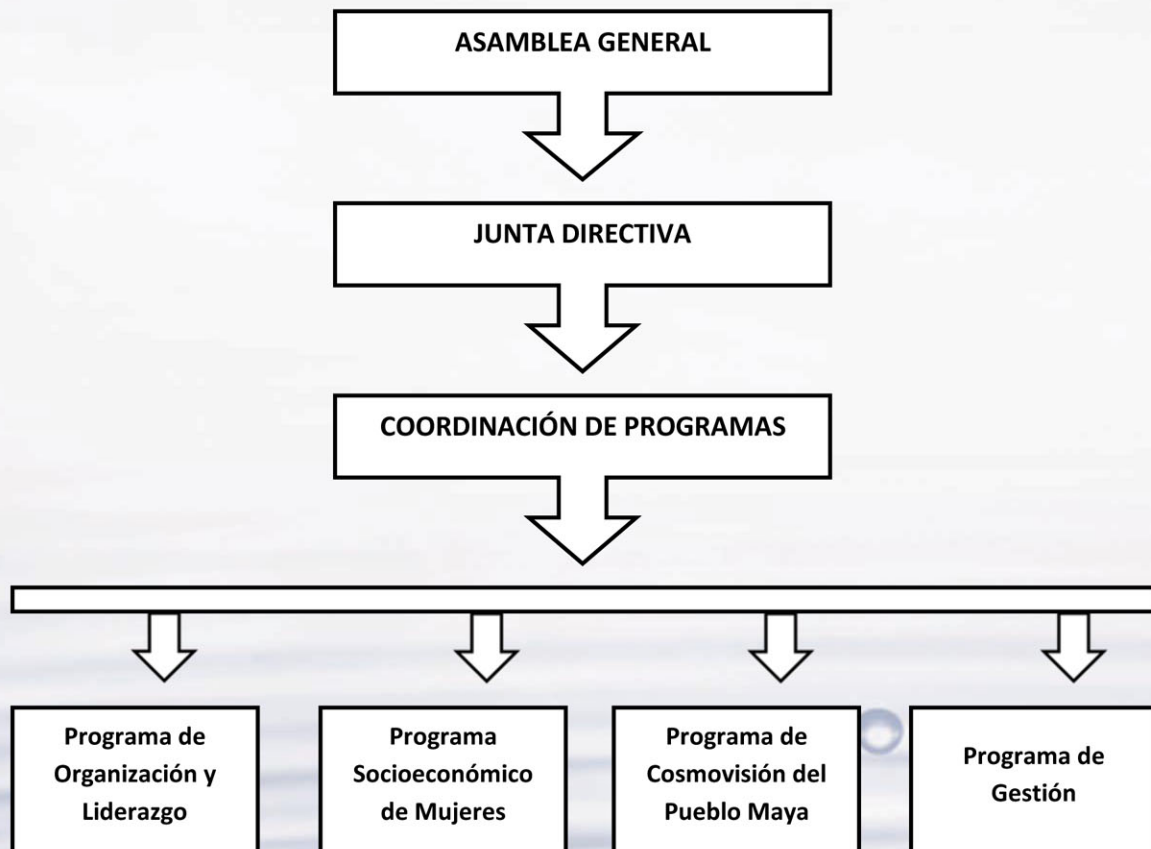 ASAMBLEA GENERAL
JUNTA DIRECTIVA
COORDINACIÓN DE PROGRAMAS
Programa de
Organización y
Liderazgo
Programa
Socioeconómico
de Mujeres
Programa de
Cosmovisión del
Pueblo Maya
Programa de
Gestión